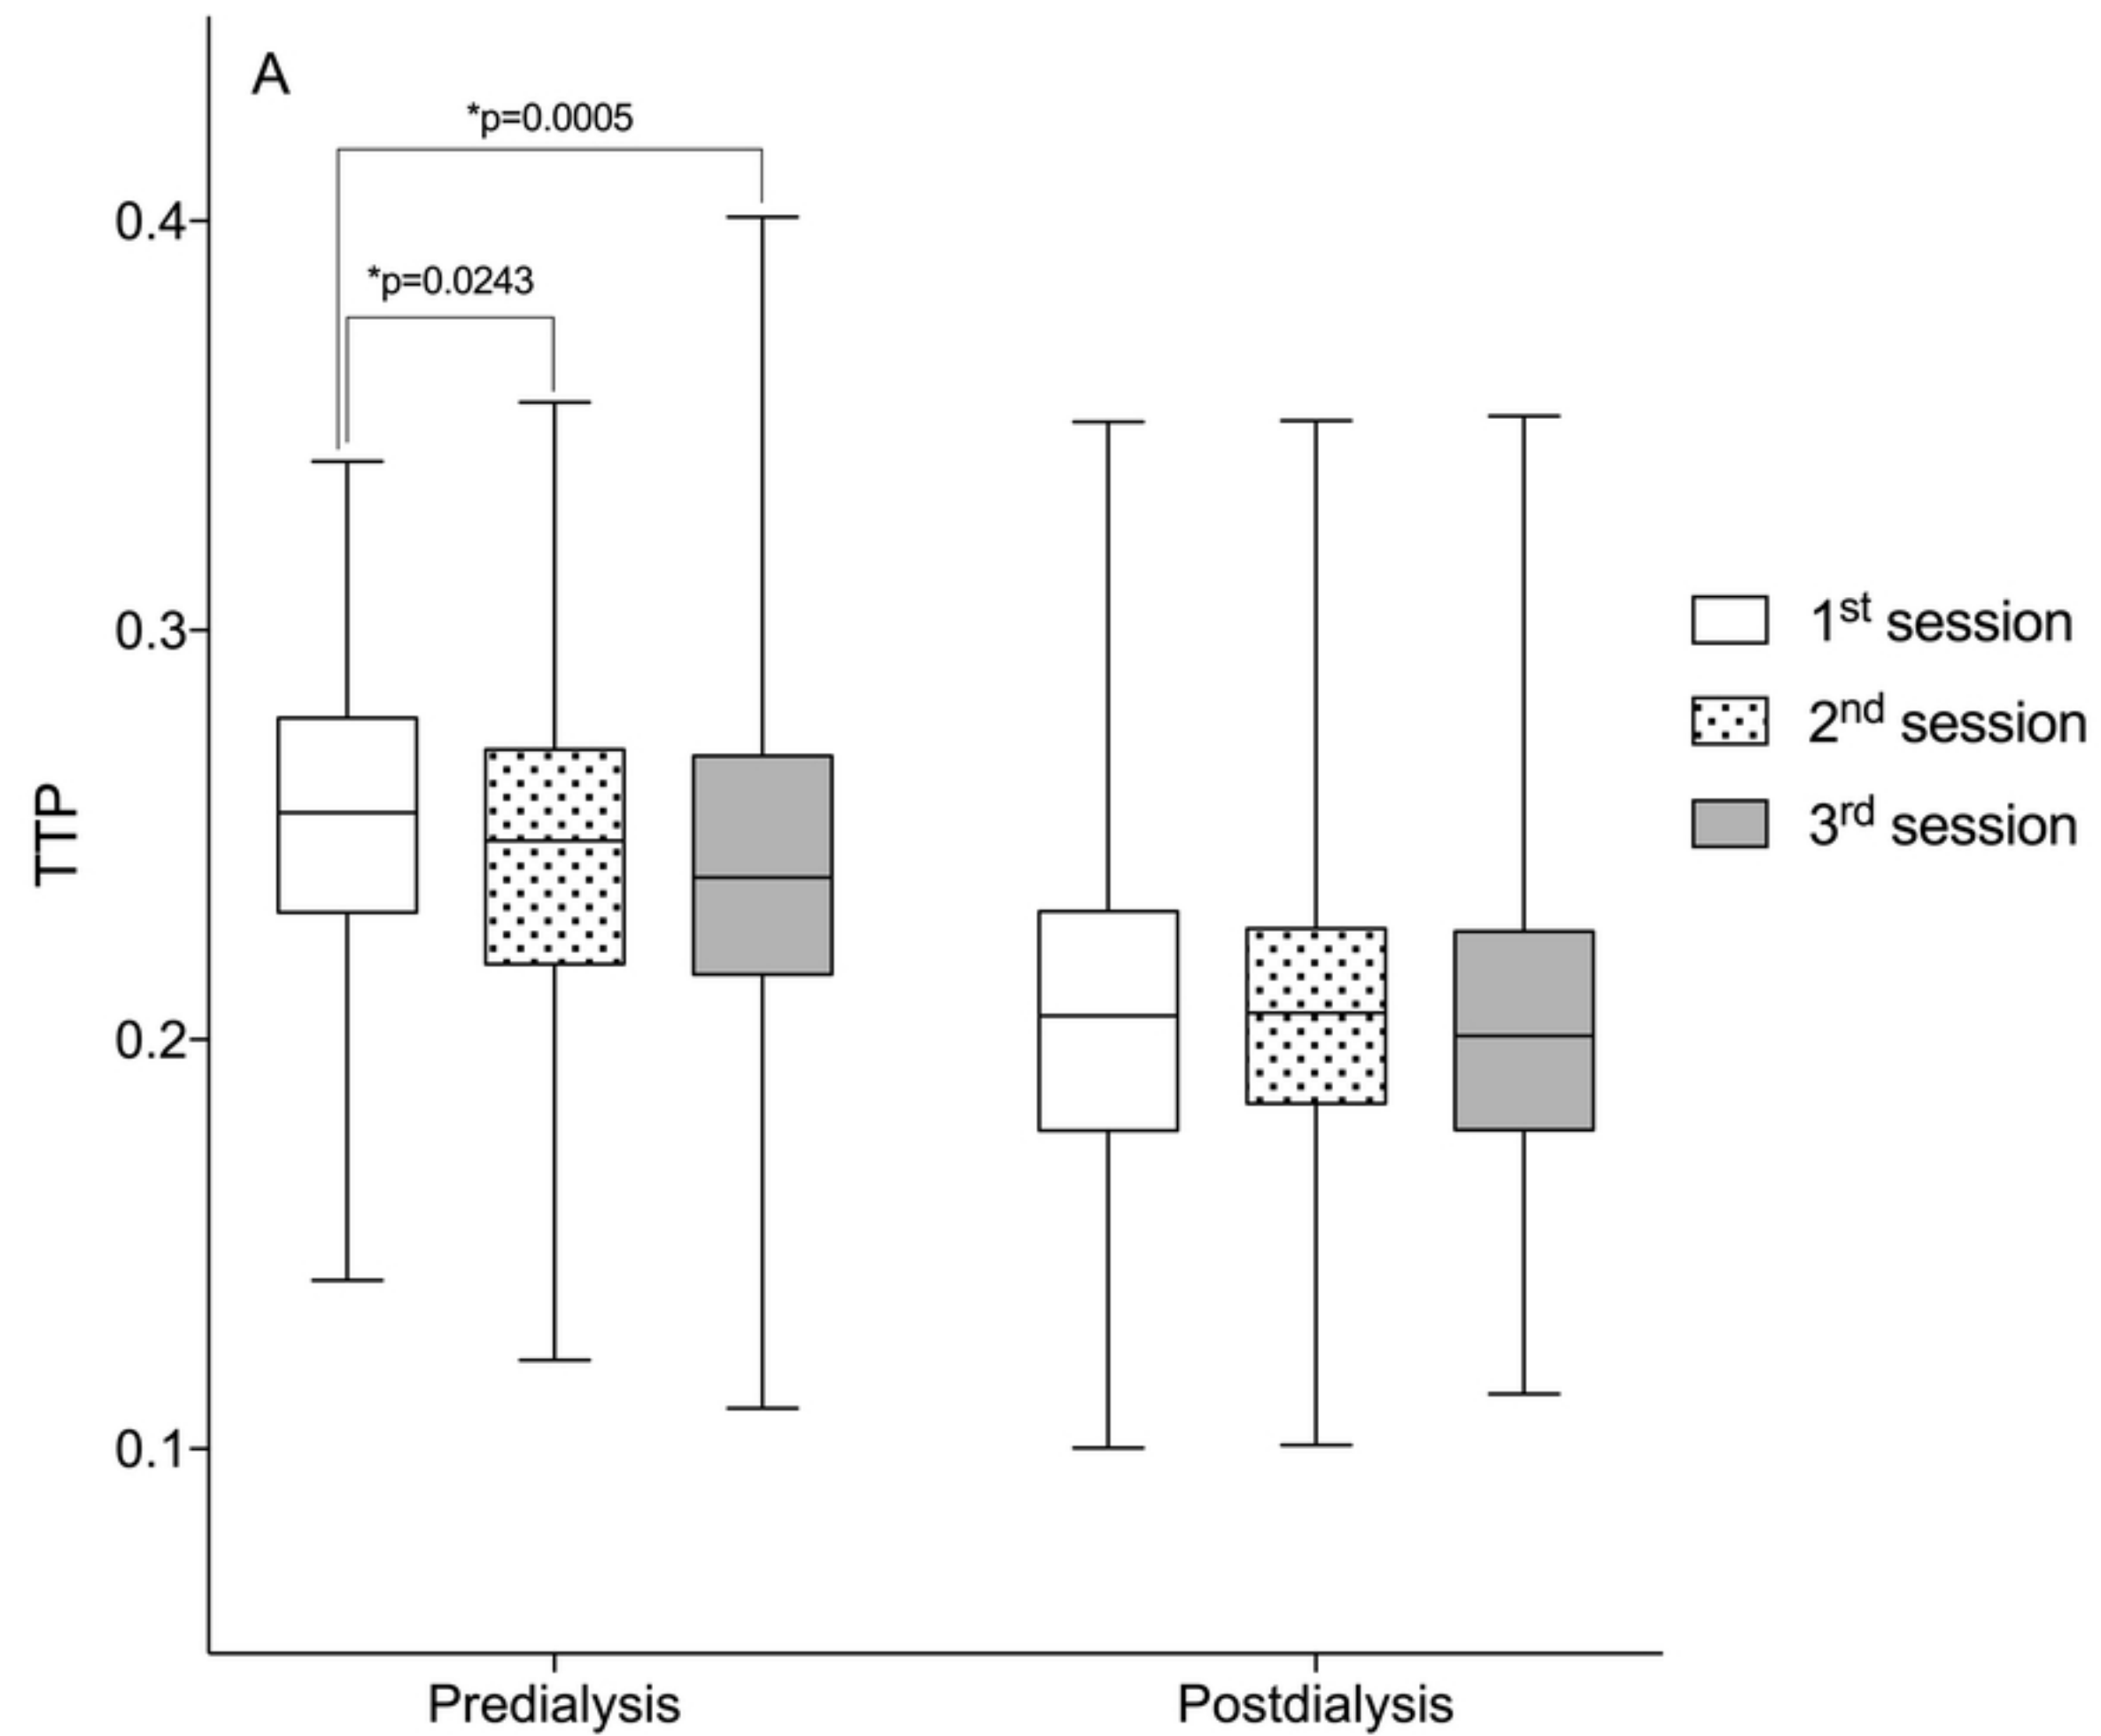 A
*p=0.0005
*p=0.0243
0.4
0.3
0.2
0.1
TTP
Predialysis
Postdialysis
1st session
2nd session
3rd session